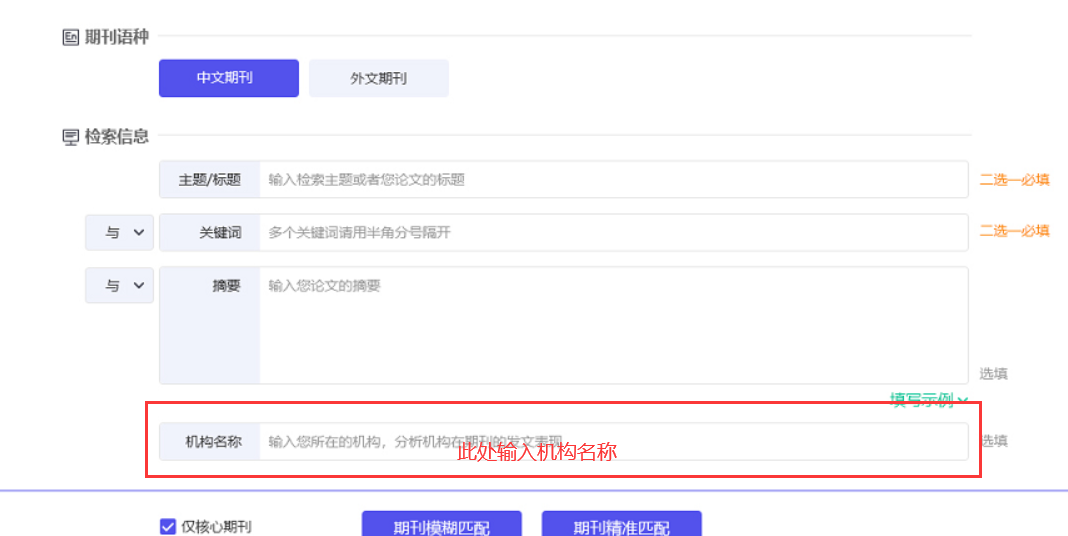 期刊语种
中文期刊 外文期刊
检索信息
主题/标题 输入检索主题或者您论文的标题 二选一必填
与 关键词 多个关键词请用半角分号隔开 二选一必填
与 摘要 输入您论文的摘要
选填
填写示例
机构名称 输入您所在的机构，分析机构在期刊的发文表现 选填
此处输入机构名称
仅核心期刊 期刊模糊匹配 期刊精准匹配